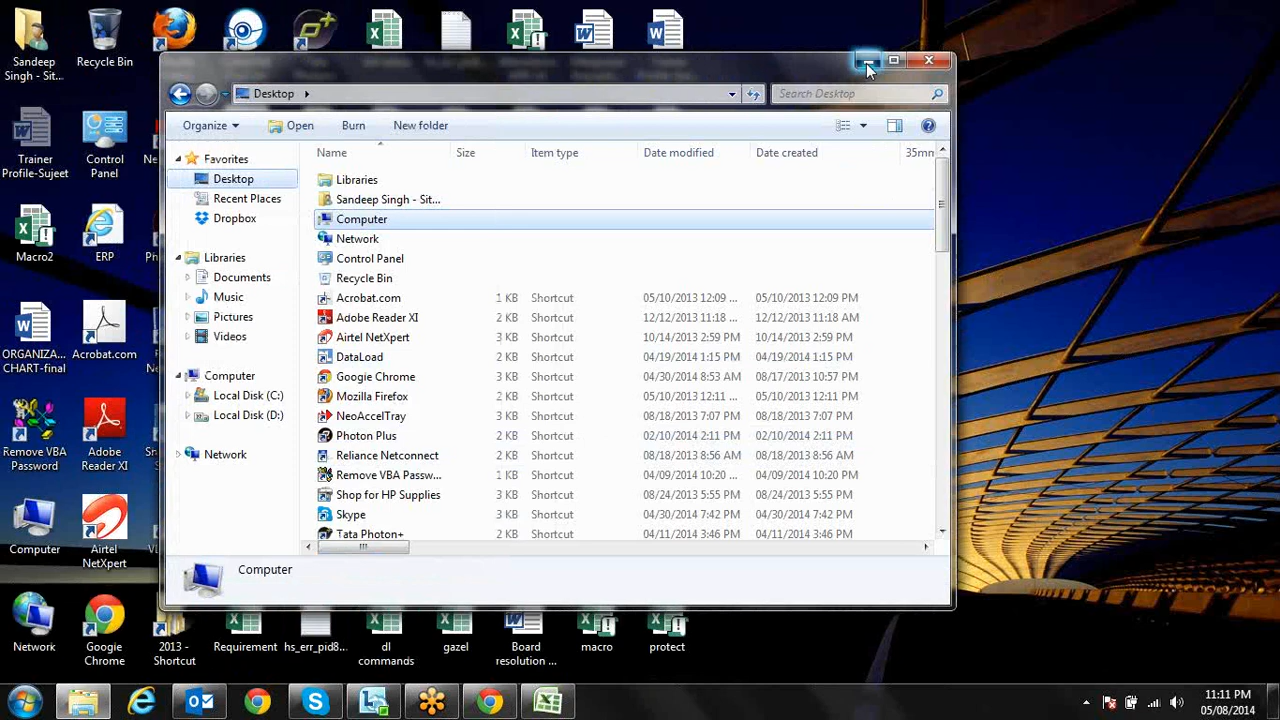 Sandeep
Singh - Sit...
Recycle Bin
Desktop
Search Desktop
Organize
Open
Burn
New folder
Name
Size
Item type
Date modified
Date created
35mm
Favorites
Desktop
Recent Places
Dropbox
Libraries
Documents
Music
Pictures
Videos
Computer
Local Disk (C:)
Local Disk (D:)
Network
Libraries
Sandeep Singh - Sit...
Computer
Network
Control Panel
Recycle Bin
Acrobat.com 1 KB Shortcut 05/10/2013 12:09 ... 05/10/2013 12:09 PM
Adobe Reader XI 2 KB Shortcut 12/12/2013 11:18 ... 12/12/2013 11:18 AM
Airtel NetXpert 3 KB Shortcut 10/14/2013 2:59 PM 10/14/2013 2:59 PM
DataLoad 2 KB Shortcut 04/19/2014 1:15 PM 04/19/2014 1:15 PM
Google Chrome 3 KB Shortcut 04/30/2014 8:53 AM 08/17/2013 10:57 PM
Mozilla Firefox 2 KB Shortcut 05/10/2013 12:11 ... 05/10/2013 12:11 PM
NeoAccelTray 3 KB Shortcut 08/18/2013 7:07 PM 08/18/2013 7:07 PM
Photon Plus 2 KB Shortcut 02/10/2014 2:11 PM 02/10/2014 2:11 PM
Reliance Netconnect 2 KB Shortcut 08/18/2013 8:56 AM 08/18/2013 8:56 AM
Remove VBA Passw... 1 KB Shortcut 04/09/2014 10:20 ... 04/09/2014 10:20 PM
Shop for HP Supplies 2 KB Shortcut 08/24/2013 5:55 PM 08/24/2013 5:55 PM
Skype 3 KB Shortcut 04/30/2014 7:42 PM 04/30/2014 7:42 PM
Tata Photon+ 2 KB Shortcut 04/11/2014 3:46 PM 04/11/2014 3:46 PM
Computer
Trainer
Profile-Sujeet
Control
Panel
Macro2
ERP
ORGANIZA...
CHART-final
Acrobat.com
Remove VBA
Password
Adobe
Reader XI
Computer
Airtel
NetXpert
Network
Google
Chrome
2013 -
Shortcut
Requirement
hs_err_pid8...
dl
commands
gazel
Board
resolution ...
macro
protect
11:11 PM
05/08/2014